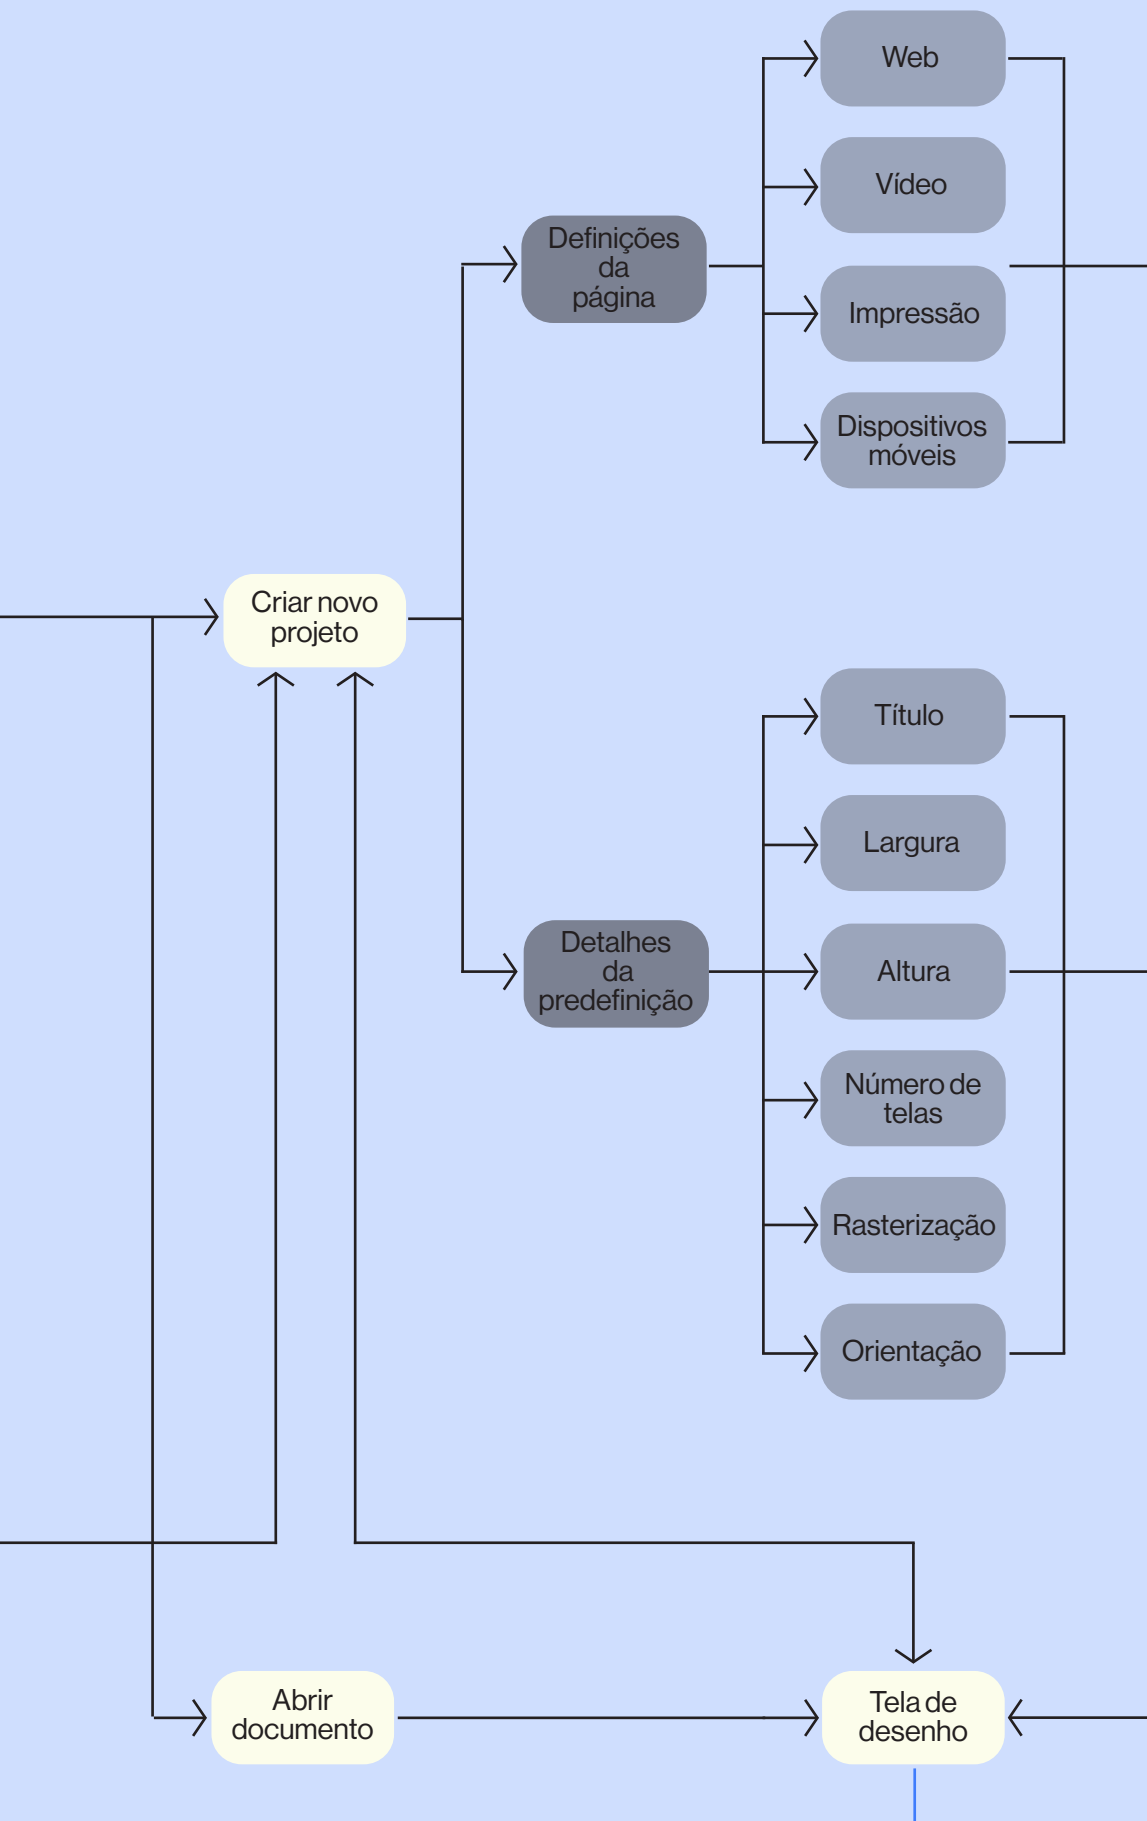 Web
Vídeo
Definições
da
página
Impressão
Dispositivos
móveis
Criar novo
projeto
Título
Largura
Detalhes
da
predefinição
Altura
Número de
telas
Rasterização
Orientação
Abrir
documento
Tela de
desenho